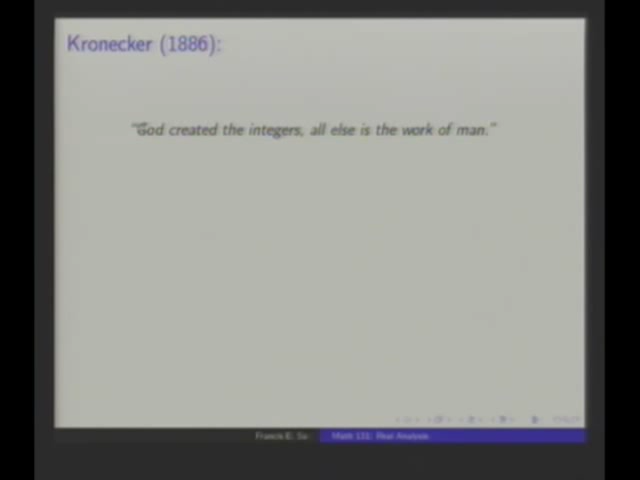 Kronecker (1886):
"God created the integers, all else is the work of man."
Francis E. Su
Math 131: Real Analysis